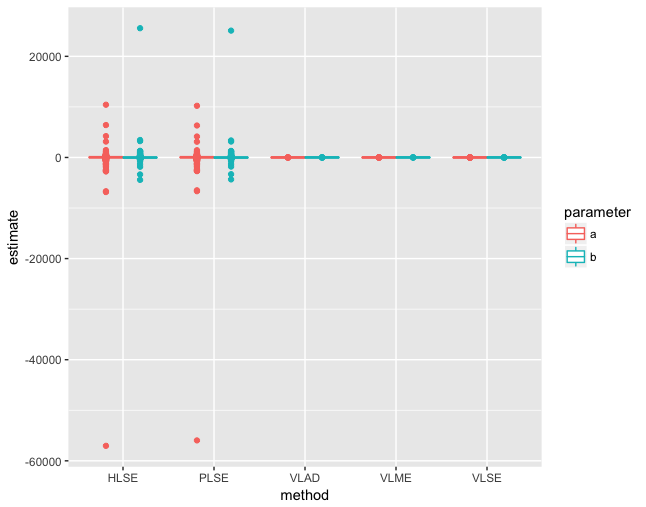 20000
0
-20000
-40000
-60000
estimate
HLSE PLSE VLAD VLME VLSE
method
parameter
a
b